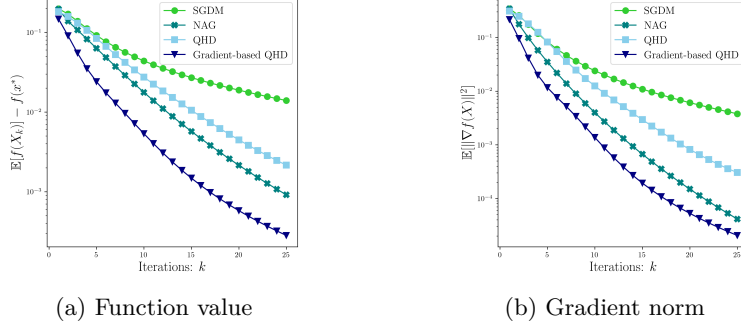 SGDM
NAG
QHD
Gradient-based QHD
10⁻¹
10⁻²
10⁻³
𝔼[f(X_k)] − f(x*)
0 5 10 15 20 25
Iterations: k
(a) Function value
SGDM
NAG
QHD
Gradient-based QHD
10⁻¹
10⁻²
10⁻³
10⁻⁴
𝔼[||∇f(X)||²]
0 5 10 15 20 25
Iterations: k
(b) Gradient norm